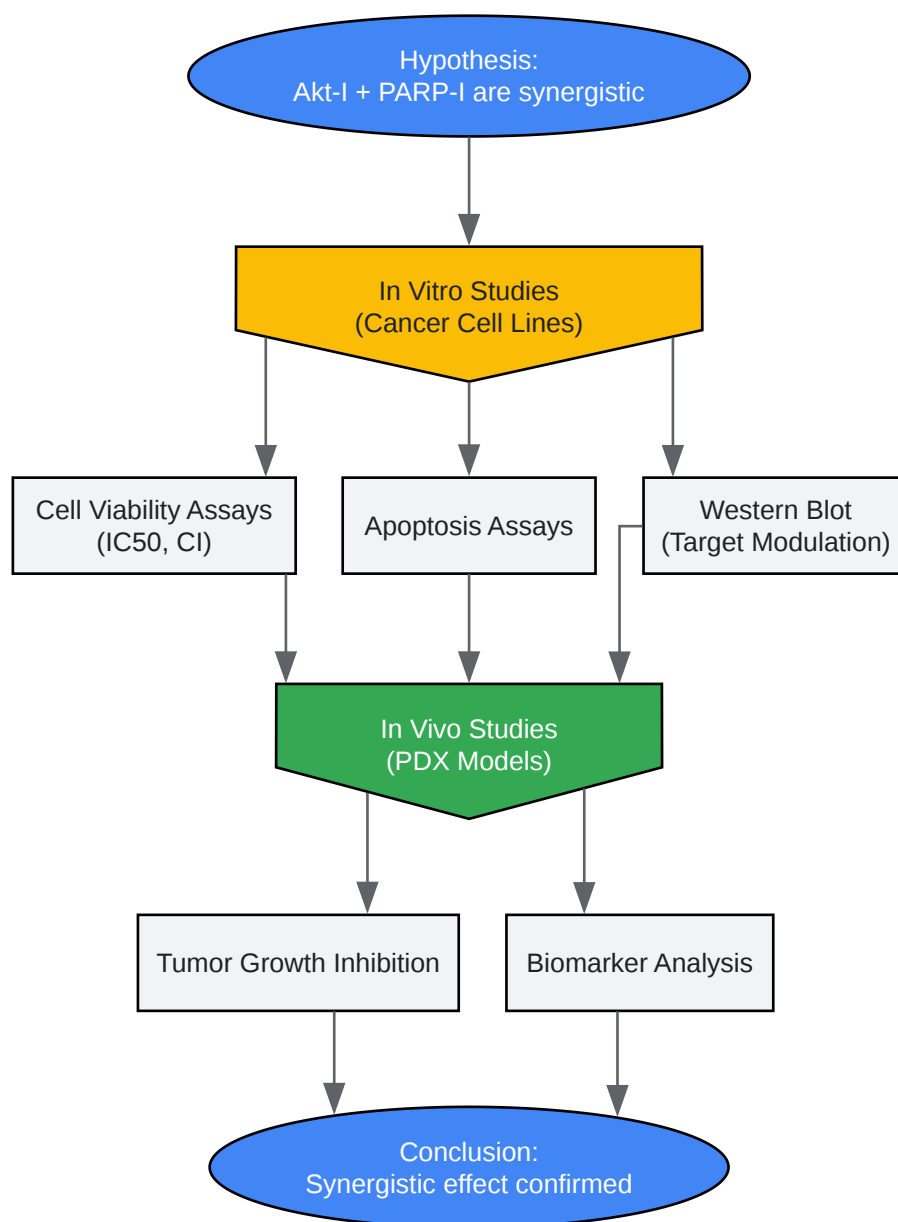 Hypothesis:
Akt-I + PARP-I are synergistic
In Vitro Studies
(Cancer Cell Lines)
Cell Viability Assays
(IC50, CI)
Apoptosis Assays
Western Blot
(Target Modulation)
In Vivo Studies
(PDX Models)
Tumor Growth Inhibition
Biomarker Analysis
Conclusion:
Synergistic effect confirmed